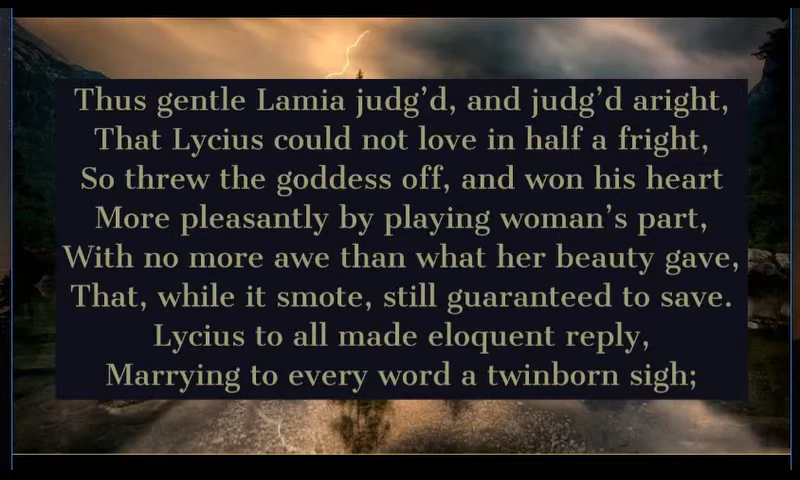 Thus gentle Lamia judg’d, and judg’d aright,
That Lycius could not love in half a fright,
So threw the goddess off, and won his heart
More pleasantly by playing woman’s part,
With no more awe than what her beauty gave,
That, while it smote, still guaranteed to save.
Lycius to all made eloquent reply,
Marrying to every word a twinborn sigh;